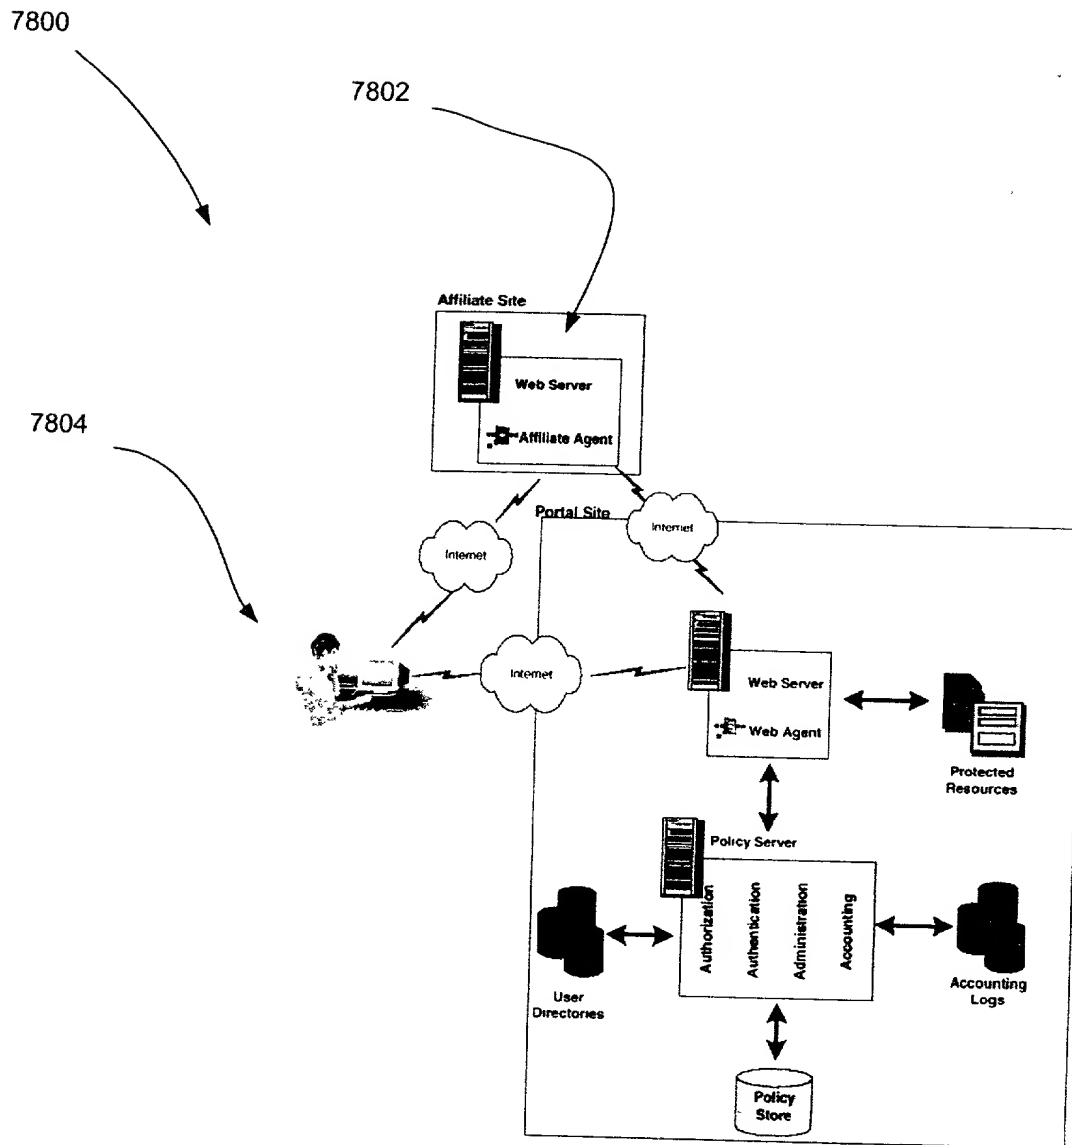 7800
7802
Affiliate Site
Web Server
Affiliate Agent
7804
Portal Site
Internet
Internet
Internet
Web Server
Web Agent
Protected
Resources
Policy Server
Authorization
Authentication
Administration
Accounting
User
Directories
Accounting
Logs
Policy
Store